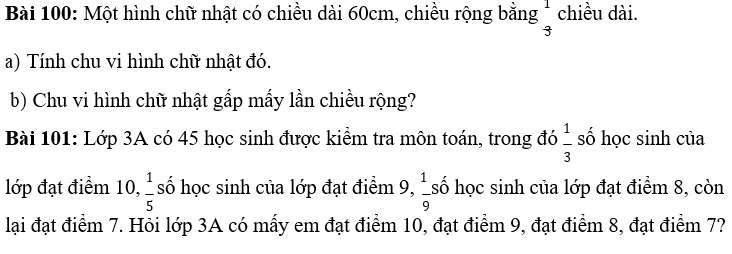 Bài 100: Một hình chữ nhật có chiều dài 60cm, chiều rộng bằng 1/3 chiều dài.
a) Tính chu vi hình chữ nhật đó.
b) Chu vi hình chữ nhật gấp mấy lần chiều rộng?
Bài 101: Lớp 3A có 45 học sinh được kiểm tra môn toán, trong đó 1/3 số học sinh của
lớp đạt điểm 10, 1/5 số học sinh của lớp đạt điểm 9, 1/9 số học sinh của lớp đạt điểm 8, còn
lại đạt điểm 7. Hỏi lớp 3A có mấy em đạt điểm 10, đạt điểm 9, đạt điểm 8, đạt điểm 7?